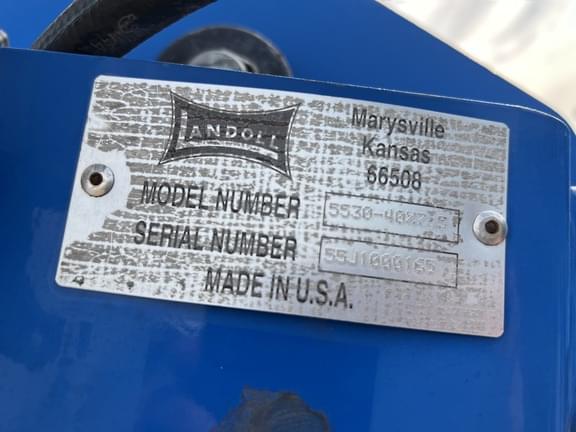 LANDOLL
Marysville
Kansas
66508
MODEL NUMBER
SERIAL NUMBER 55J1000165
MADE IN U.S.A.